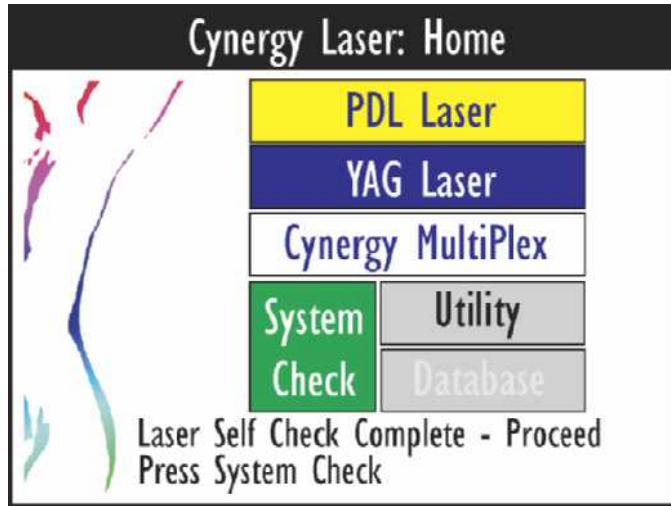 Cynergy Laser: Home
PDL Laser
YAG Laser
Cynergy MultiPlex
System
Check
Utility
Database
Laser Self Check Complete - Proceed
Press System Check